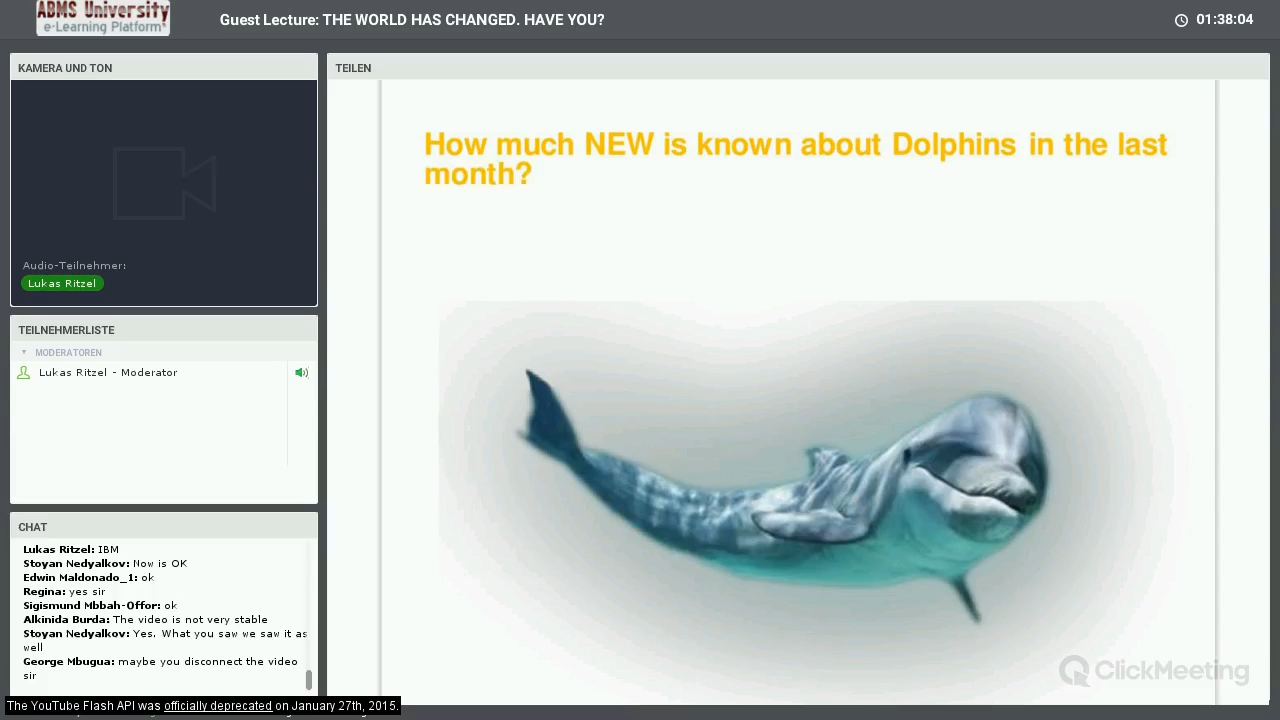 ABMS University
e-Learning Platform
Guest Lecture: THE WORLD HAS CHANGED. HAVE YOU?
01:38:04
KAMERA UND TON
Audio-Teilnehmer:
Lukas Ritzel
TEILNEHMERLISTE
MODERATOREN
Lukas Ritzel - Moderator
CHAT
Lukas Ritzel: IBM
Stoyan Nedyalkov: Now is OK
Edwin Maldonado_1: ok
Regina: yes sir
Sigismund Mbbah-Offor: ok
Alkinida Burda: The video is not very stable
Stoyan Nedyalkov: Yes. What you saw we saw it as
well
George Mbugua: maybe you disconnect the video
sir
The YouTube Flash API was officially deprecated on January 27th, 2015.
TEILEN
How much NEW is known about Dolphins in the last
month?
ClickMeeting